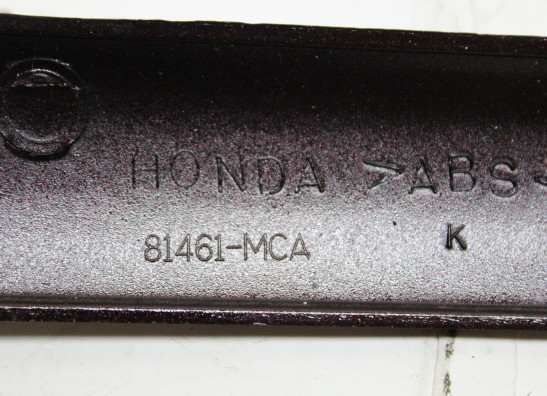 HONDA >ABS<
81461-MCA K